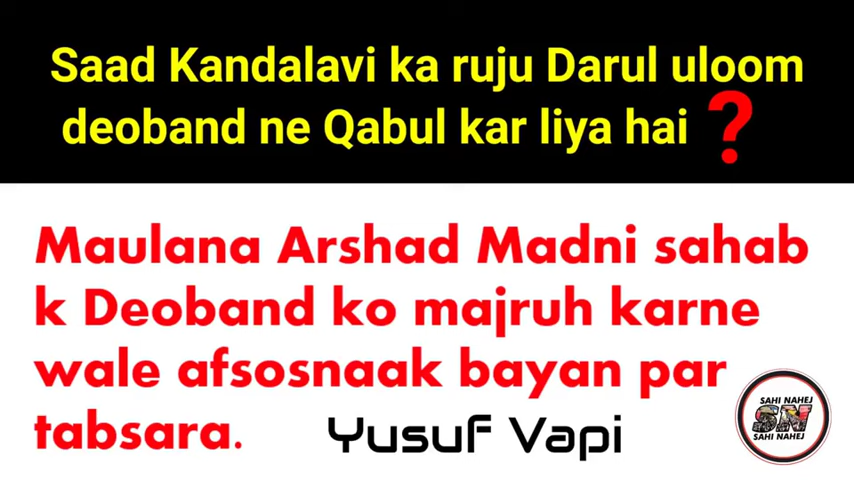 Saad Kandalavi ka ruju Darul uloom
deoband ne Qabul kar liya hai ?
Maulana Arshad Madni sahab
k Deoband ko majruh karne
wale afsosnaak bayan par
tabsara.
Yusuf Vapi
SAHI NAHEJ
SN
SAHI NAHEJ